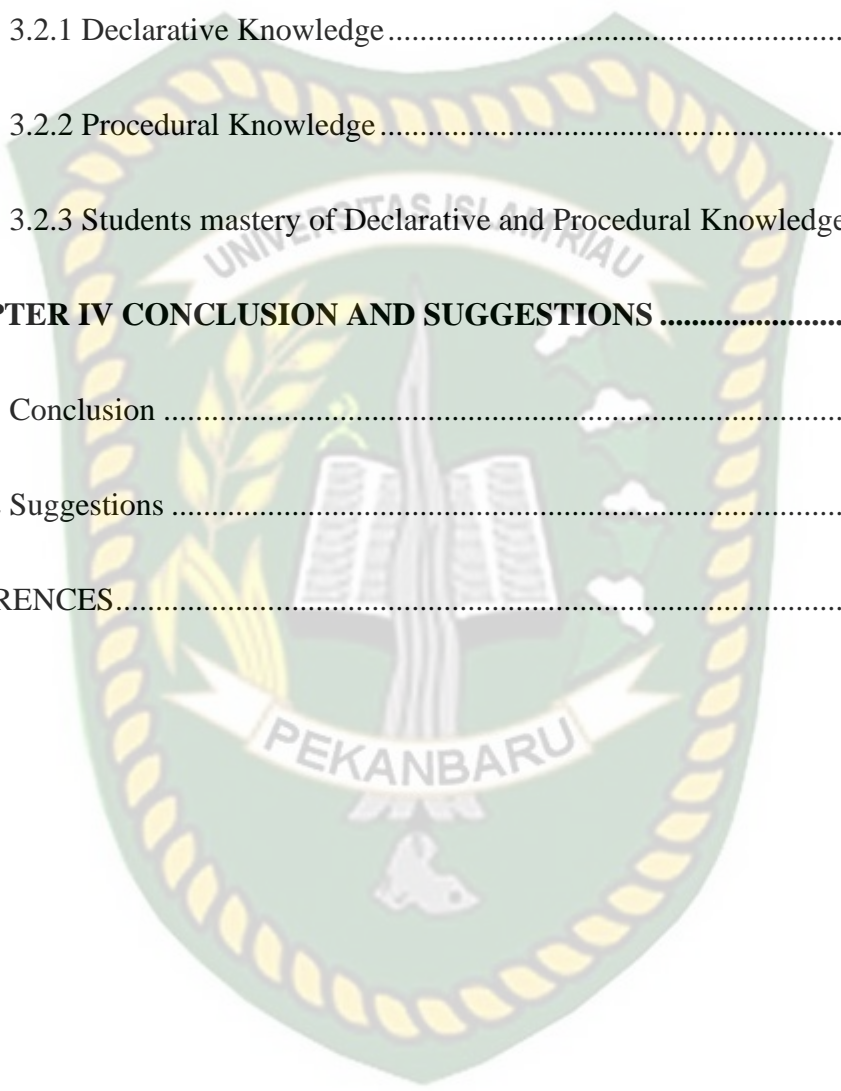 3.2.1 Declarative Knowledge......................................................................
3.2.2 Procedural Knowledge......................................................................
3.2.3 Students mastery of Declarative and Procedural Knowledge
UNIVERSITAS ISLAM RIAU
PTER IV CONCLUSION AND SUGGESTIONS ......................
Conclusion ......................................................................
Suggestions ......................................................................
RENCES......................................................................
PEKANBARU